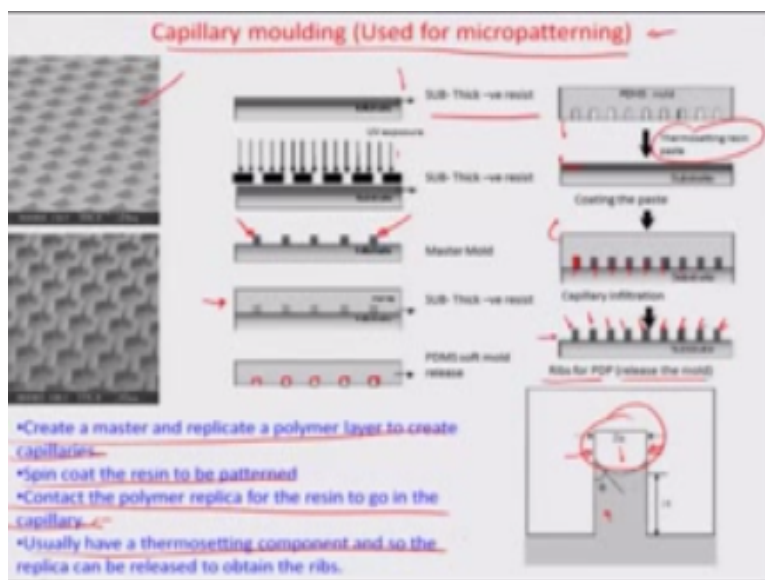 Capillary moulding (Used for micropatterning)
SUB- Thick -ve resist
UV exposure
SUB- Thick -ve resist
Master Mold
SUB- Thick -ve resist
PDMS soft mold
release
PDMS mold
Thermosetting resin
paste
Substrate
Coating the paste
Substrate
Capillary infiltration
Substrate
Ribs for PDP (release the mold)
•Create a master and replicate a polymer layer to create
capillaries.
•Spin coat the resin to be patterned
•Contact the polymer replica for the resin to go in the
capillary.
•Usually have a thermosetting component and so the
replica can be released to obtain the ribs.